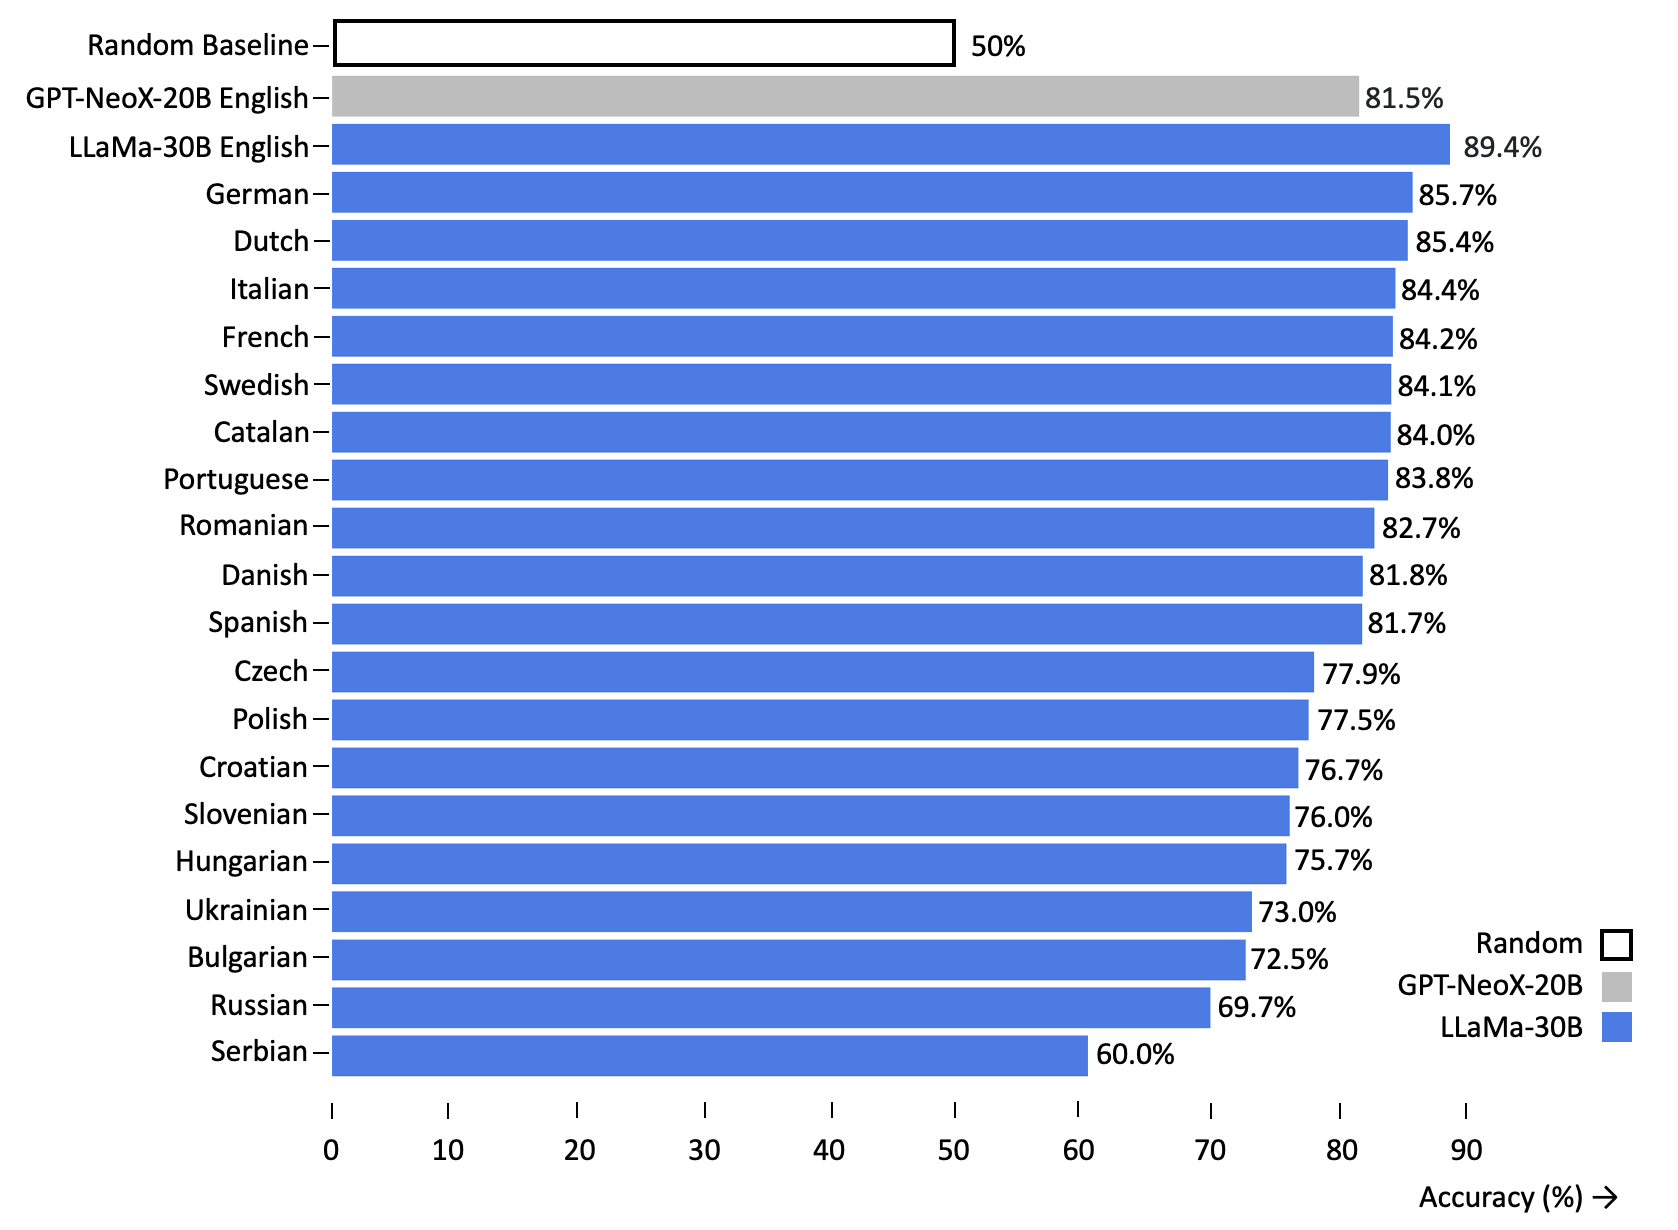 Random Baseline 50%
GPT-NeoX-20B English 81.5%
LLaMa-30B English 89.4%
German 85.7%
Dutch 85.4%
Italian 84.4%
French 84.2%
Swedish 84.1%
Catalan 84.0%
Portuguese 83.8%
Romanian 82.7%
Danish 81.8%
Spanish 81.7%
Czech 77.9%
Polish 77.5%
Croatian 76.7%
Slovenian 76.0%
Hungarian 75.7%
Ukrainian 73.0%
Bulgarian 72.5%
Russian 69.7%
Serbian 60.0%
Random
GPT-NeoX-20B
LLaMa-30B
0 10 20 30 40 50 60 70 80 90
Accuracy (%) →